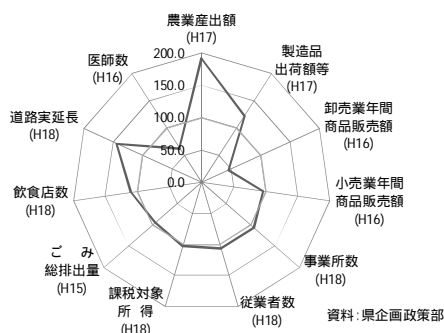 農業産出額
(H17)
製造品
出荷額等
(H17)
卸売業年間
商品販売額
(H16)
小売業年間
商品販売額
(H16)
事業所数
(H18)
従業者数
(H18)
課税対象
所 得
(H18)
ご み
総排出量
(H15)
飲食店数
(H18)
道路実延長
(H18)
医師数
(H16)
200.0
150.0
100.0
50.0
0.0
資料:県企画政策部